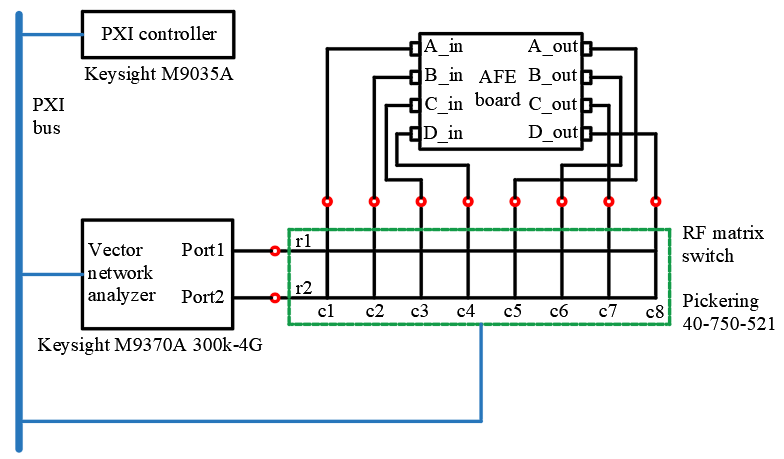 PXI controller
Keysight M9035A
PXI
bus
A_in
B_in
C_in
D_in
AFE
board
A_out
B_out
C_out
D_out
Vector
network
analyzer
Port1
Port2
Keysight M9370A 300k-4G
r1
r2
c1
c2
c3
c4
c5
c6
c7
c8
RF matrix
switch
Pickering
40-750-521